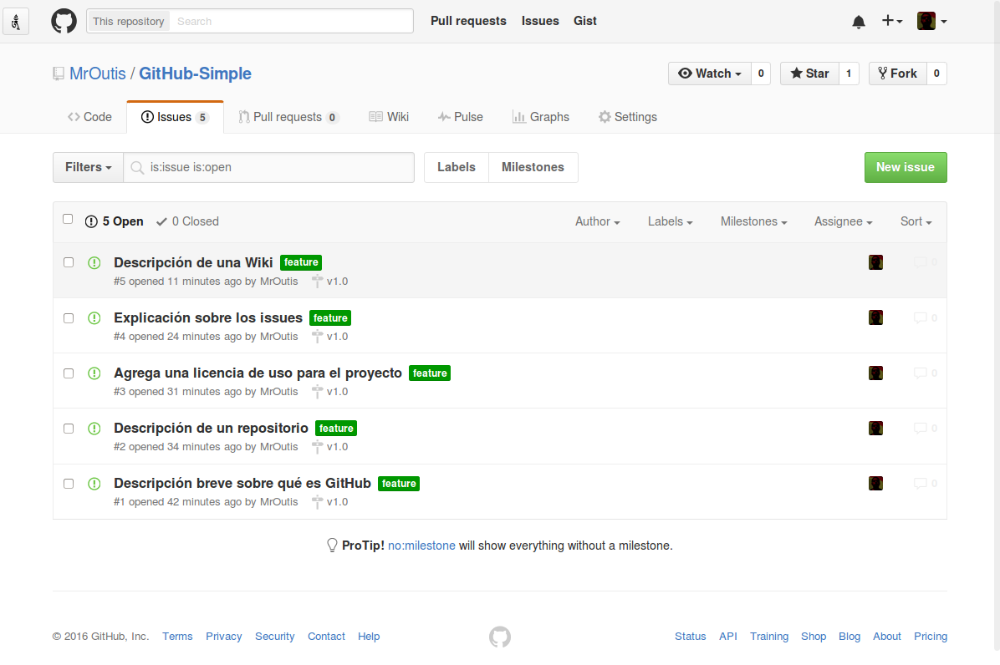 This repository Search Pull requests Issues Gist
MrOutis / GitHub-Simple Watch 0 Star 1 Fork 0
Code Issues 5 Pull requests 0 Wiki Pulse Graphs Settings
Filters is:issue is:open Labels Milestones New issue
5 Open 0 Closed Author Labels Milestones Assignee Sort
Descripción de una Wiki feature 0
#5 opened 11 minutes ago by MrOutis v1.0
Explicación sobre los issues feature 0
#4 opened 24 minutes ago by MrOutis v1.0
Agrega una licencia de uso para el proyecto feature 0
#3 opened 31 minutes ago by MrOutis v1.0
Descripción de un repositorio feature 0
#2 opened 34 minutes ago by MrOutis v1.0
Descripción breve sobre qué es GitHub feature 0
#1 opened 42 minutes ago by MrOutis v1.0
ProTip! no:milestone will show everything without a milestone.
© 2016 GitHub, Inc. Terms Privacy Security Contact Help Status API Training Shop Blog About Pricing